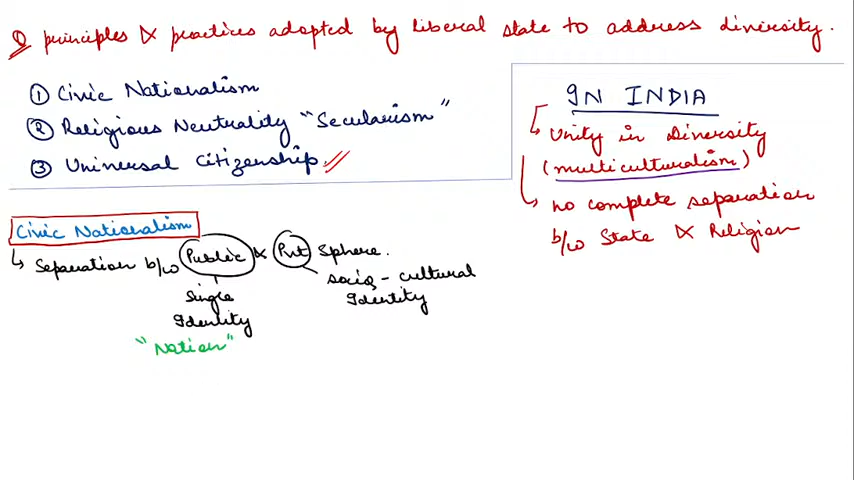 Q principles & practices adopted by liberal state to address diversity.
① Civic Nationalism
② Religious Neutrality "Secularism"
③ Universal Citizenship
IN INDIA
Unity in Diversity
(multiculturalism)
no complete separation
b/w State & Religion
Civic Nationalism
Separation b/w Public & Pvt Sphere.
Single
Identity
"Nation"
socio-cultural
Identity